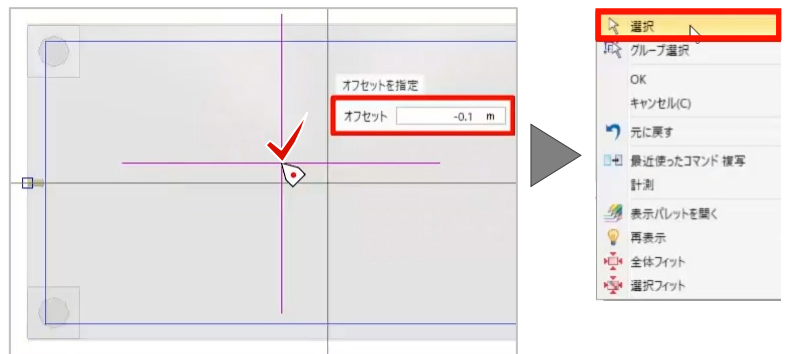 オフセットを指定
オフセット -0.1 m
選択
グループ選択
OK
キャンセル(C)
元に戻す
最近使ったコマンド 複写
計測
表示パレットを開く
再表示
全体フィット
選択フィット